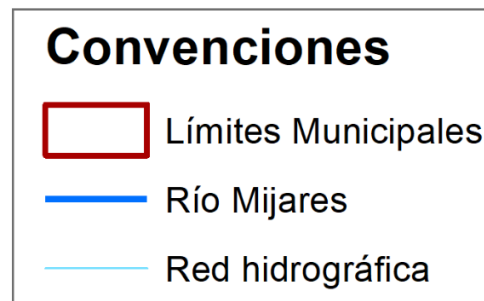 Convenciones
Límites Municipales
Río Mijares
Red hidrográfica